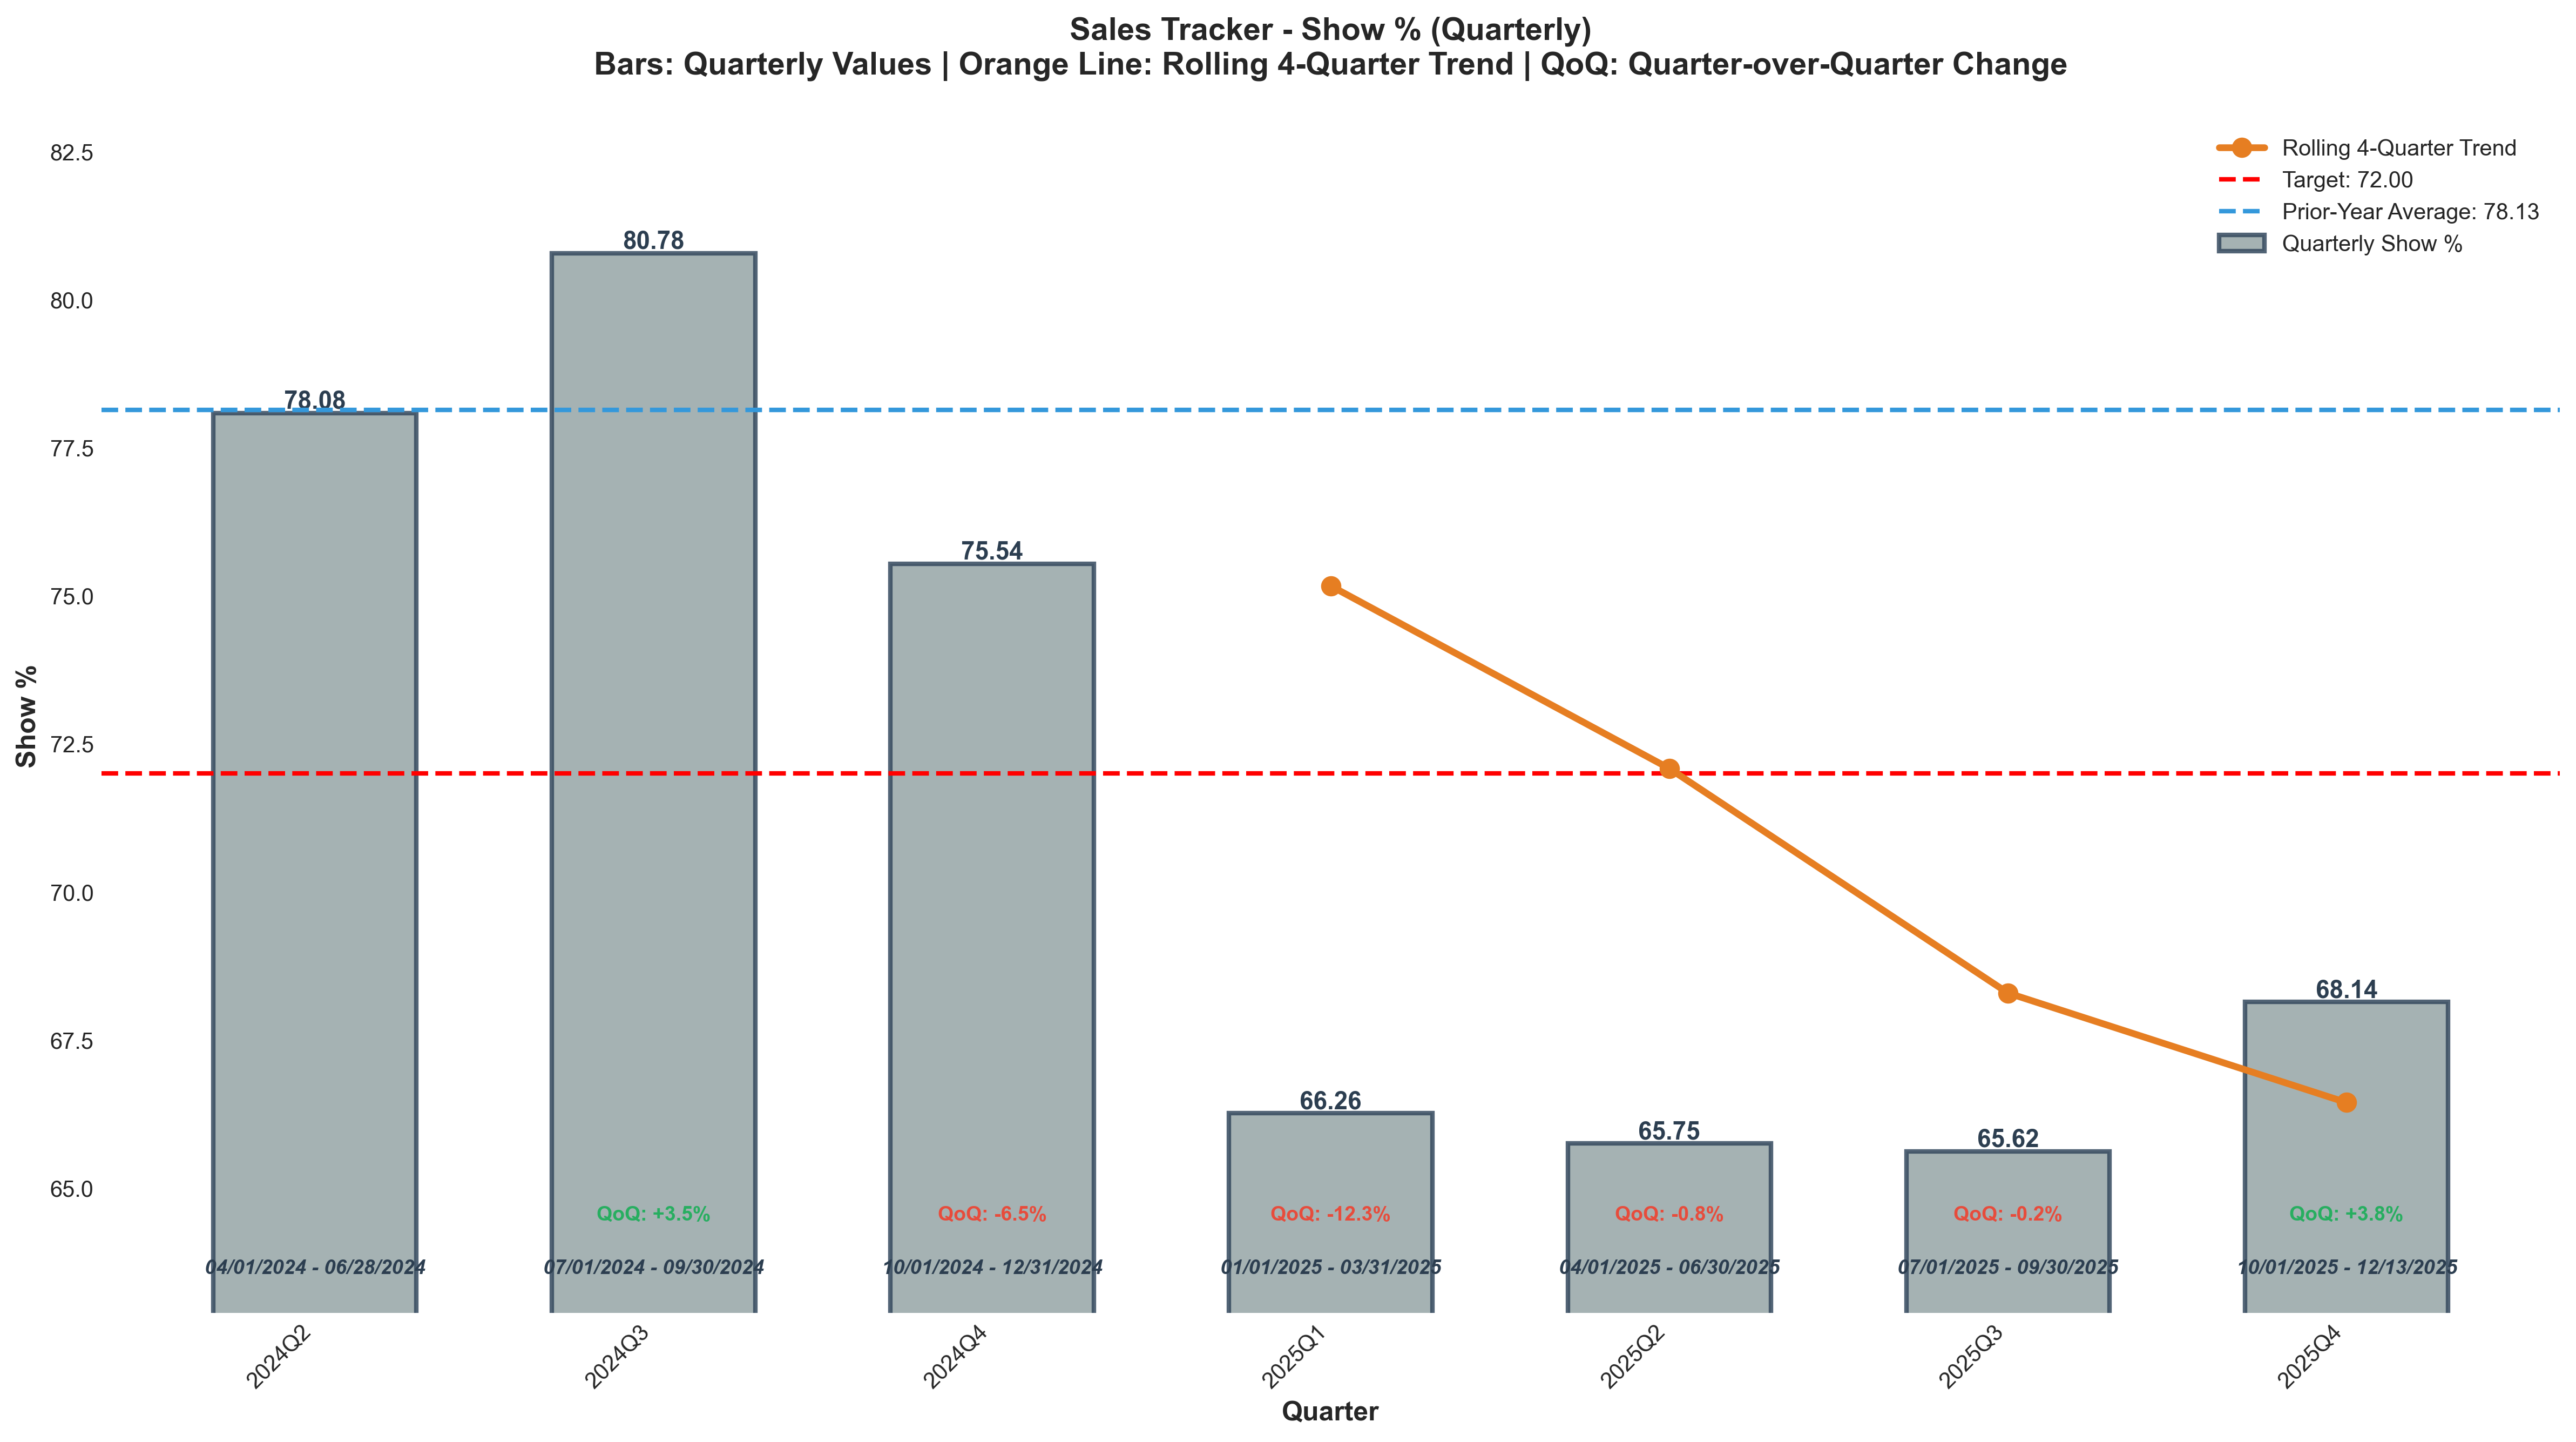 Sales Tracker - Show % (Quarterly)
Bars: Quarterly Values | Orange Line: Rolling 4-Quarter Trend | QoQ: Quarter-over-Quarter Change
Rolling 4-Quarter Trend
Target: 72.00
Prior-Year Average: 78.13
Quarterly Show %
Show %
82.5
80.0
77.5
75.0
72.5
70.0
67.5
65.0
78.08
80.78
75.54
66.26
65.75
65.62
68.14
QoQ: +3.5%
QoQ: -6.5%
QoQ: -12.3%
QoQ: -0.8%
QoQ: -0.2%
QoQ: +3.8%
04/01/2024 - 06/28/2024
07/01/2024 - 09/30/2024
10/01/2024 - 12/31/2024
01/01/2025 - 03/31/2025
04/01/2025 - 06/30/2025
07/01/2025 - 09/30/2025
10/01/2025 - 12/13/2025
2024Q2
2024Q3
2024Q4
2025Q1
2025Q2
2025Q3
2025Q4
Quarter